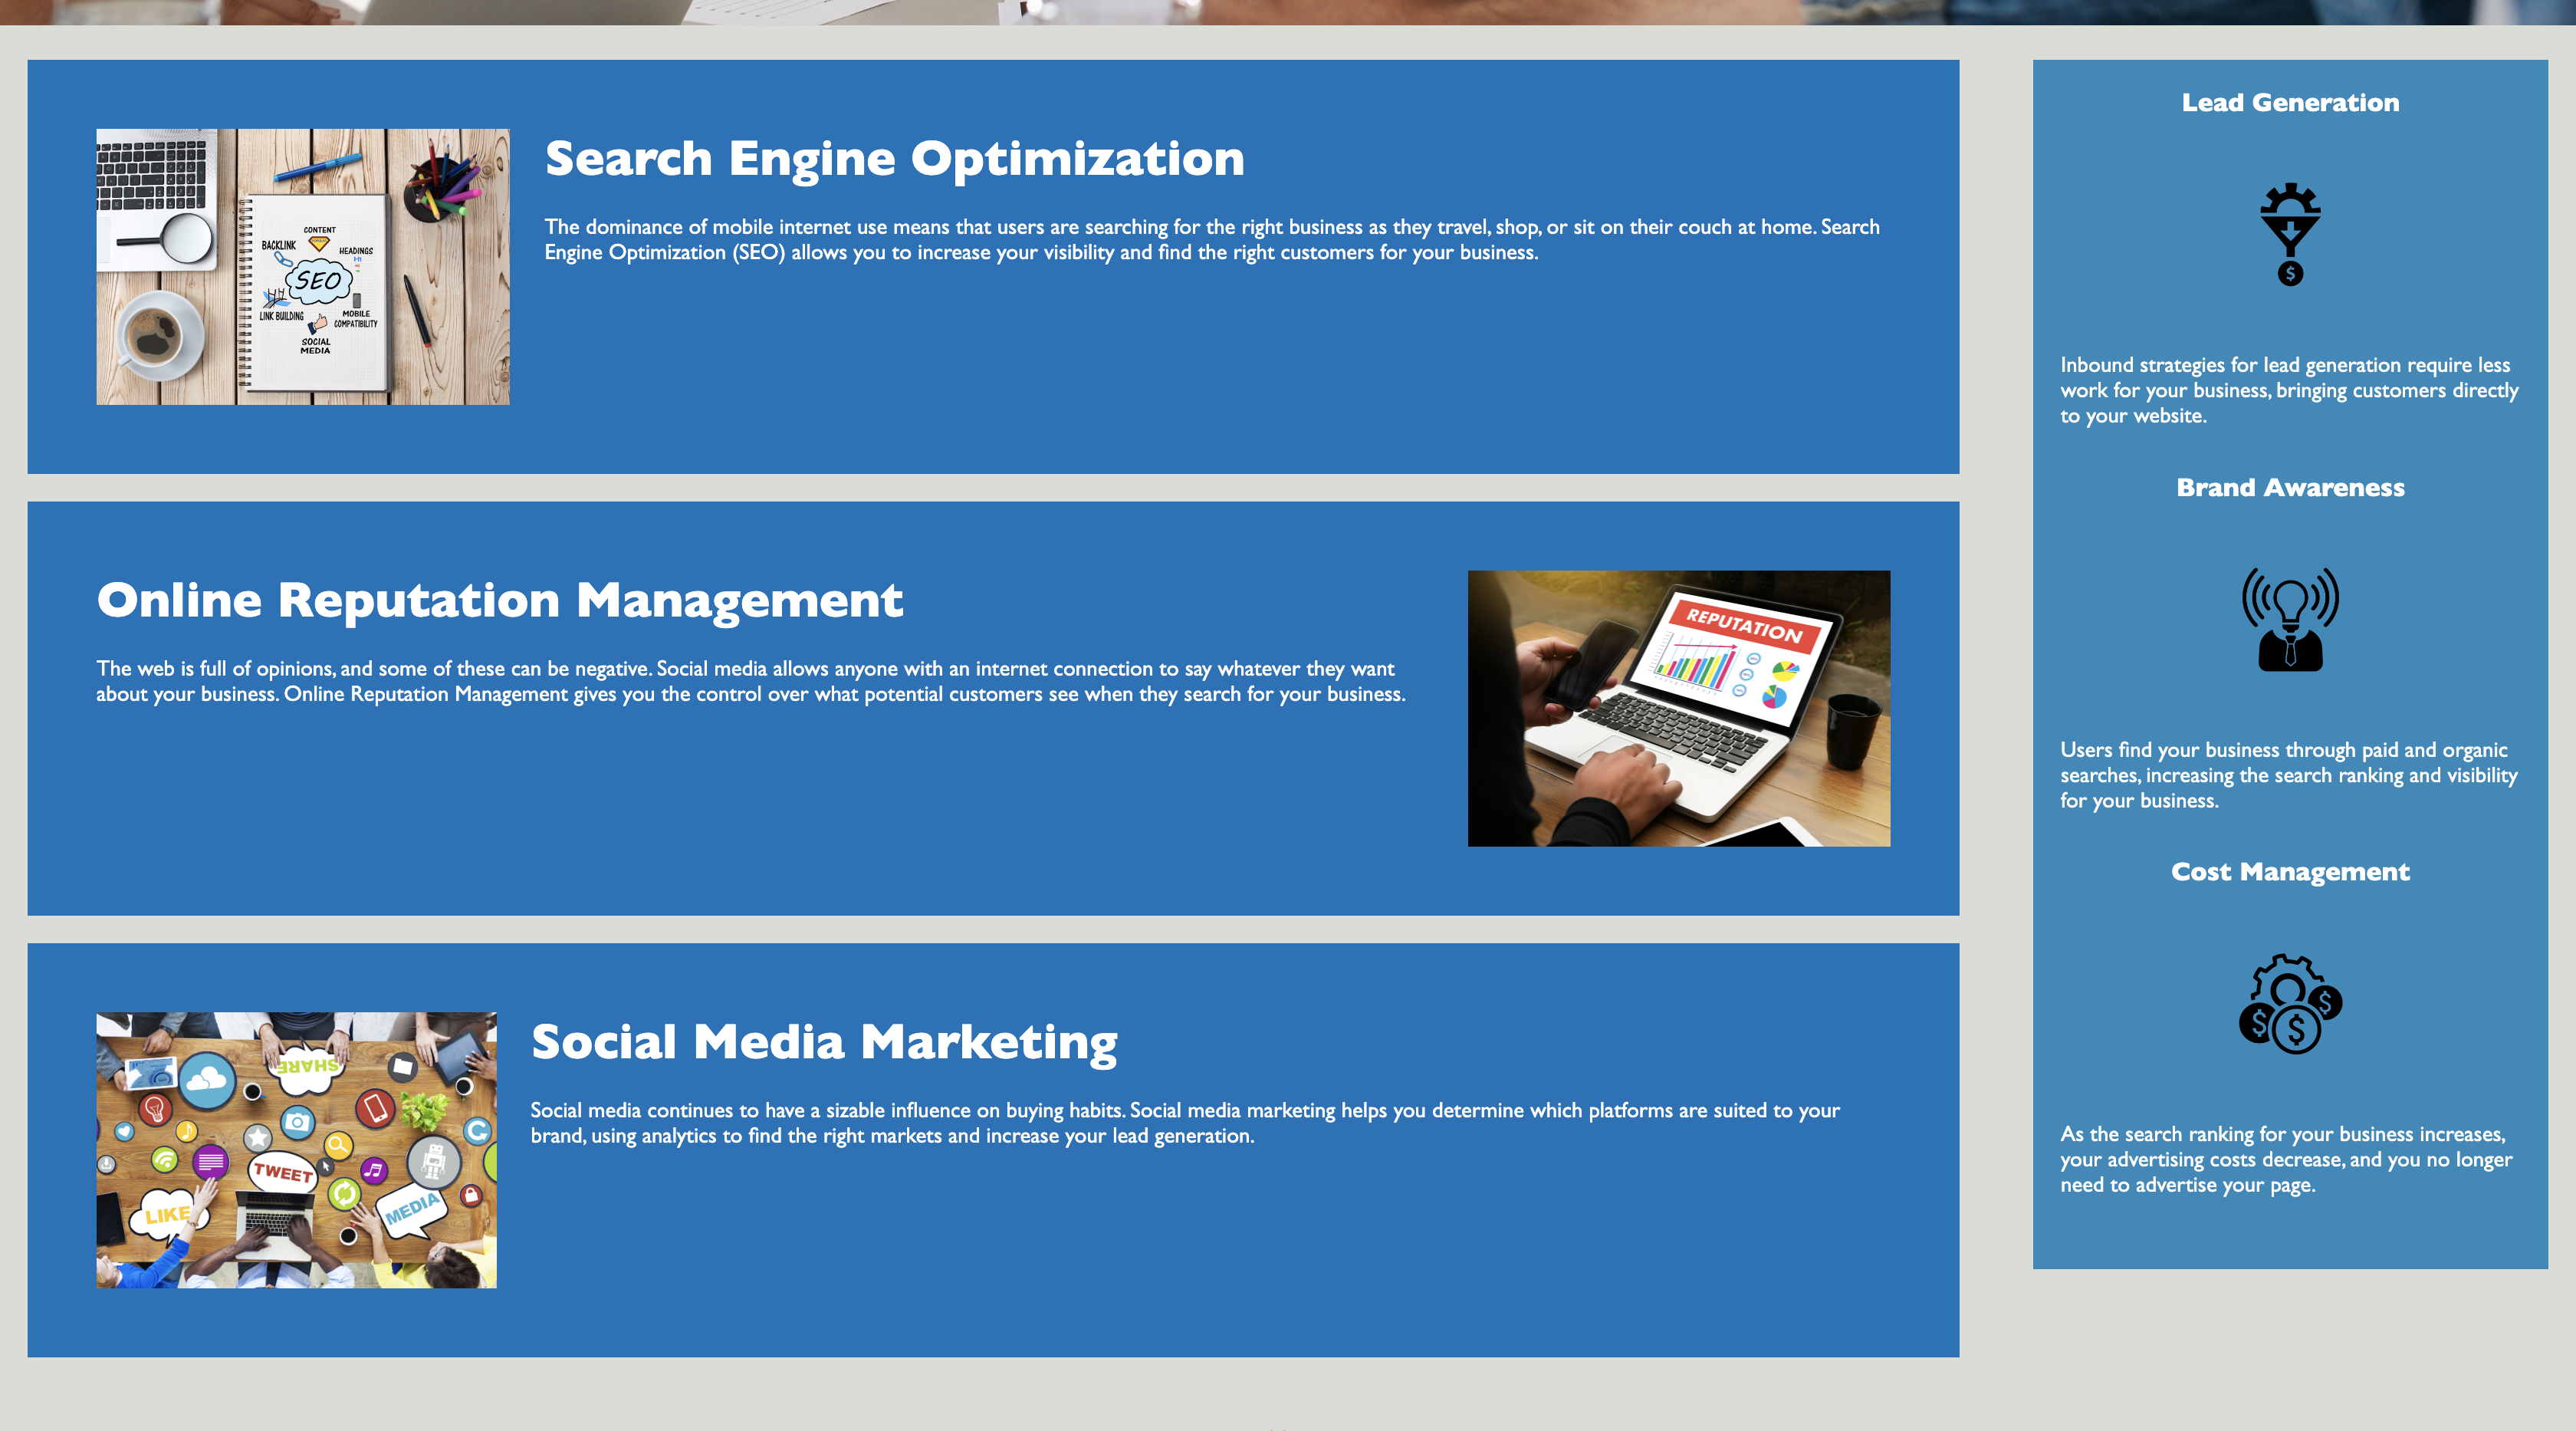 CONTENT
BACKLINK
HEADINGS
H1
SEO
LINK BUILDING
MOBILE
COMPATIBILITY
SOCIAL
MEDIA
Search Engine Optimization
The dominance of mobile internet use means that users are searching for the right business as they travel, shop, or sit on their couch at home. Search
Engine Optimization (SEO) allows you to increase your visibility and find the right customers for your business.
Online Reputation Management
The web is full of opinions, and some of these can be negative. Social media allows anyone with an internet connection to say whatever they want
about your business. Online Reputation Management gives you the control over what potential customers see when they search for your business.
REPUTATION
SHARE
TWEET
LIKE
MEDIA
Social Media Marketing
Social media continues to have a sizable influence on buying habits. Social media marketing helps you determine which platforms are suited to your
brand, using analytics to find the right markets and increase your lead generation.
Lead Generation
$
Inbound strategies for lead generation require less
work for your business, bringing customers directly
to your website.
Brand Awareness
Users find your business through paid and organic
searches, increasing the search ranking and visibility
for your business.
Cost Management
$ $ $
As the search ranking for your business increases,
your advertising costs decrease, and you no longer
need to advertise your page.